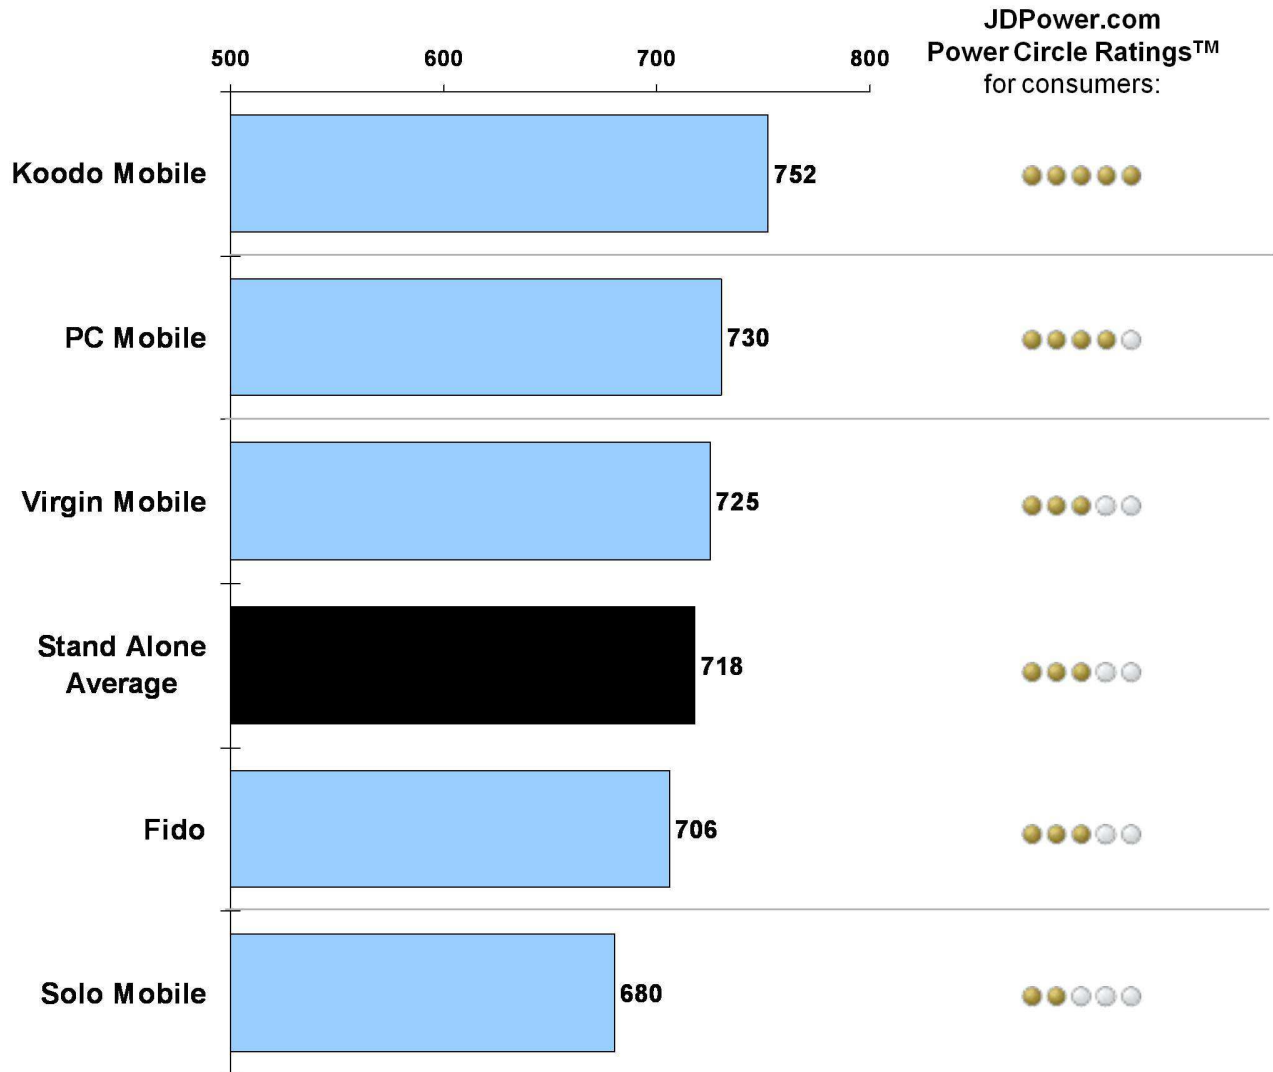 JDPower.com
Power Circle Ratings™
for consumers:
500 600 700 800
Koodo Mobile 752
PC Mobile 730
Virgin Mobile 725
Stand Alone
Average 718
Fido 706
Solo Mobile 680